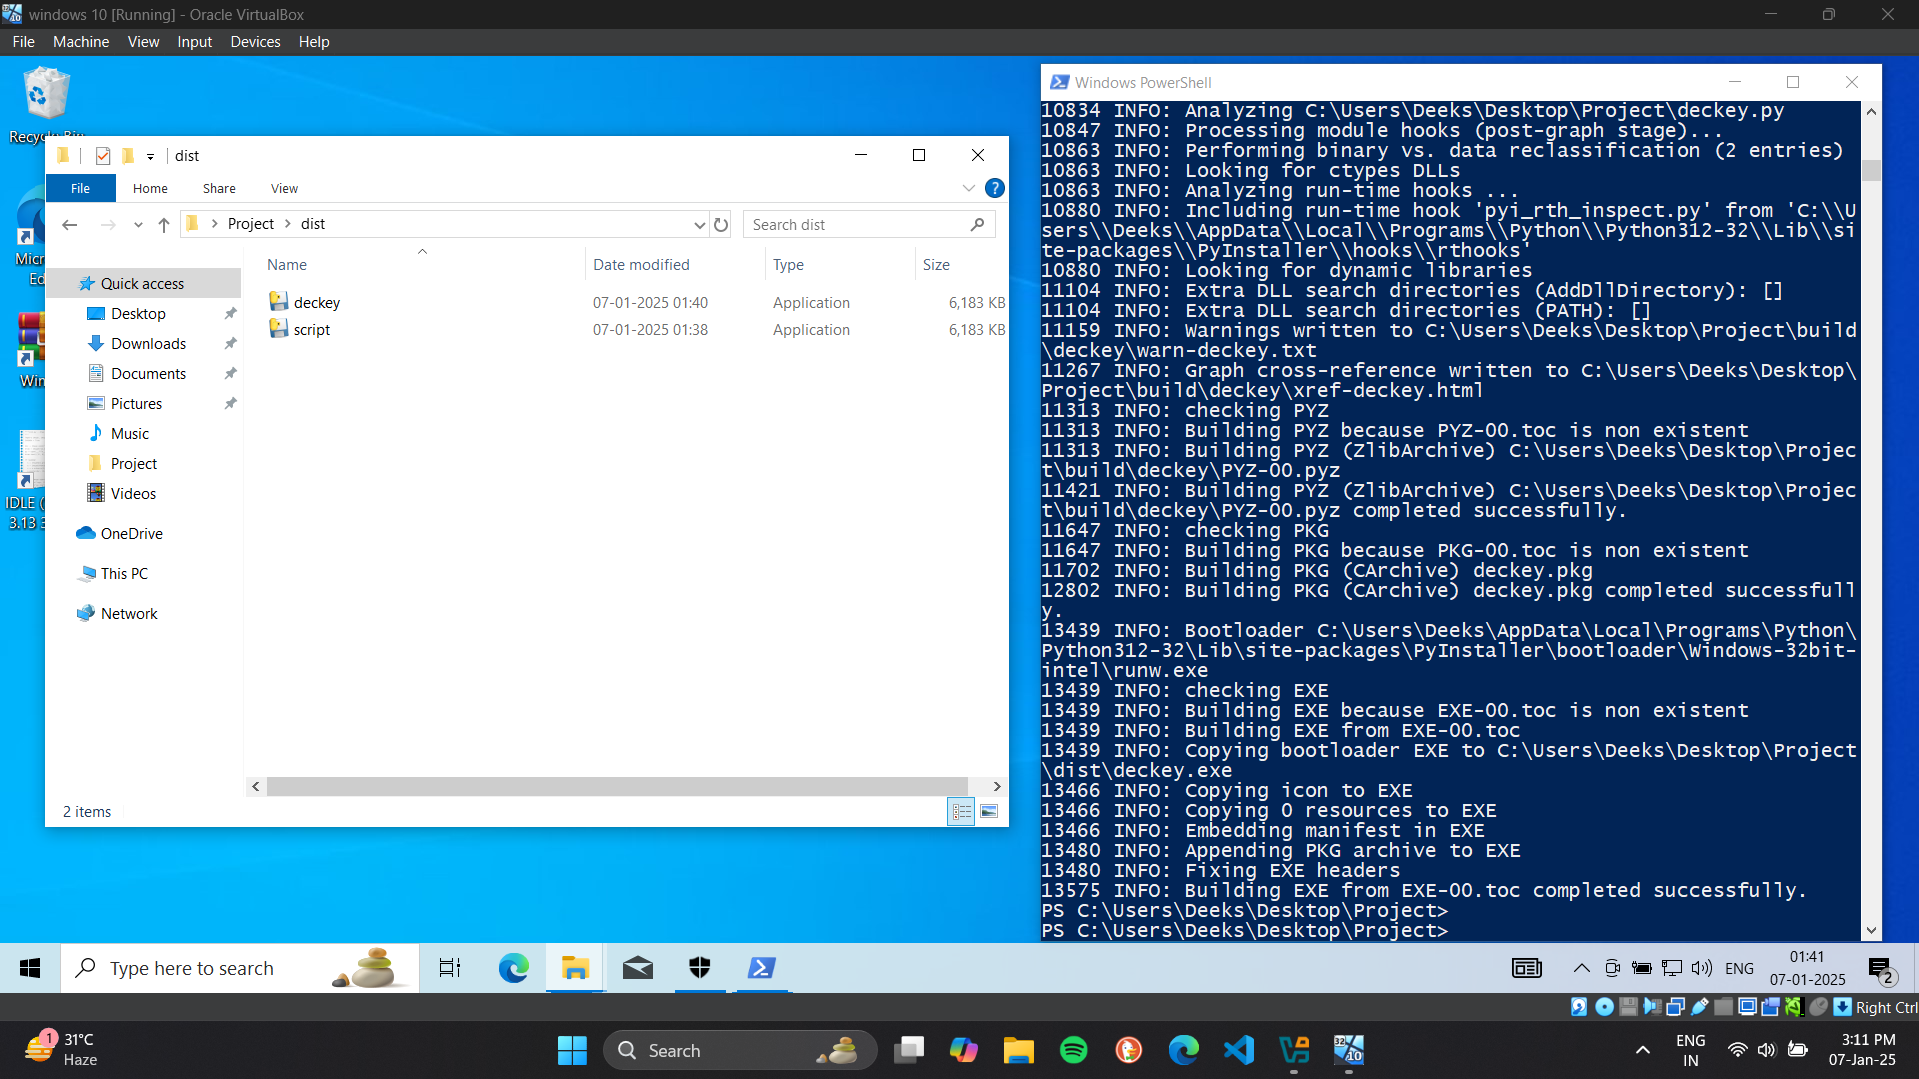 windows 10 [Running] - Oracle VirtualBox
File Machine View Input Devices Help
Recycle Bin
Micr
Ed
Win
IDLE (
3.13 3
dist
File Home Share View
Project > dist
Search dist
Name Date modified Type Size
deckey 07-01-2025 01:40 Application 6,183 KB
script 07-01-2025 01:38 Application 6,183 KB
Quick access
Desktop
Downloads
Documents
Pictures
Music
Project
Videos
OneDrive
This PC
Network
2 items
Windows PowerShell
10834 INFO: Analyzing C:\Users\Deeks\Desktop\Project\deckey.py
10847 INFO: Processing module hooks (post-graph stage)...
10863 INFO: Performing binary vs. data reclassification (2 entries)
10863 INFO: Looking for ctypes DLLs
10863 INFO: Analyzing run-time hooks ...
10880 INFO: Including run-time hook 'pyi_rth_inspect.py' from 'C:\\U
sers\\Deeks\\AppData\\Local\\Programs\\Python\\Python312-32\\Lib\\si
te-packages\\PyInstaller\\hooks\\rthooks'
10880 INFO: Looking for dynamic libraries
11104 INFO: Extra DLL search directories (AddDllDirectory): []
11104 INFO: Extra DLL search directories (PATH): []
11159 INFO: Warnings written to C:\Users\Deeks\Desktop\Project\build
\deckey\warn-deckey.txt
11267 INFO: Graph cross-reference written to C:\Users\Deeks\Desktop\
Project\build\deckey\xref-deckey.html
11313 INFO: checking PYZ
11313 INFO: Building PYZ because PYZ-00.toc is non existent
11313 INFO: Building PYZ (ZlibArchive) C:\Users\Deeks\Desktop\Projec
t\build\deckey\PYZ-00.pyz
11421 INFO: Building PYZ (ZlibArchive) C:\Users\Deeks\Desktop\Projec
t\build\deckey\PYZ-00.pyz completed successfully.
11647 INFO: checking PKG
11647 INFO: Building PKG because PKG-00.toc is non existent
11702 INFO: Building PKG (CArchive) deckey.pkg
12802 INFO: Building PKG (CArchive) deckey.pkg completed successfull
y.
13439 INFO: Bootloader C:\Users\Deeks\AppData\Local\Programs\Python\
Python312-32\Lib\site-packages\PyInstaller\bootloader\Windows-32bit-
intel\runw.exe
13439 INFO: checking EXE
13439 INFO: Building EXE because EXE-00.toc is non existent
13439 INFO: Building EXE from EXE-00.toc
13439 INFO: Copying bootloader EXE to C:\Users\Deeks\Desktop\Project
\dist\deckey.exe
13466 INFO: Copying icon to EXE
13466 INFO: Copying 0 resources to EXE
13466 INFO: Embedding manifest in EXE
13480 INFO: Appending PKG archive to EXE
13480 INFO: Fixing EXE headers
13575 INFO: Building EXE from EXE-00.toc completed successfully.
PS C:\Users\Deeks\Desktop\Project>
PS C:\Users\Deeks\Desktop\Project>
Type here to search
ENG
01:41
07-01-2025
2
Right Ctrl
1
31°C
Haze
Search
32 10
ENG
IN
3:11 PM
07-Jan-25